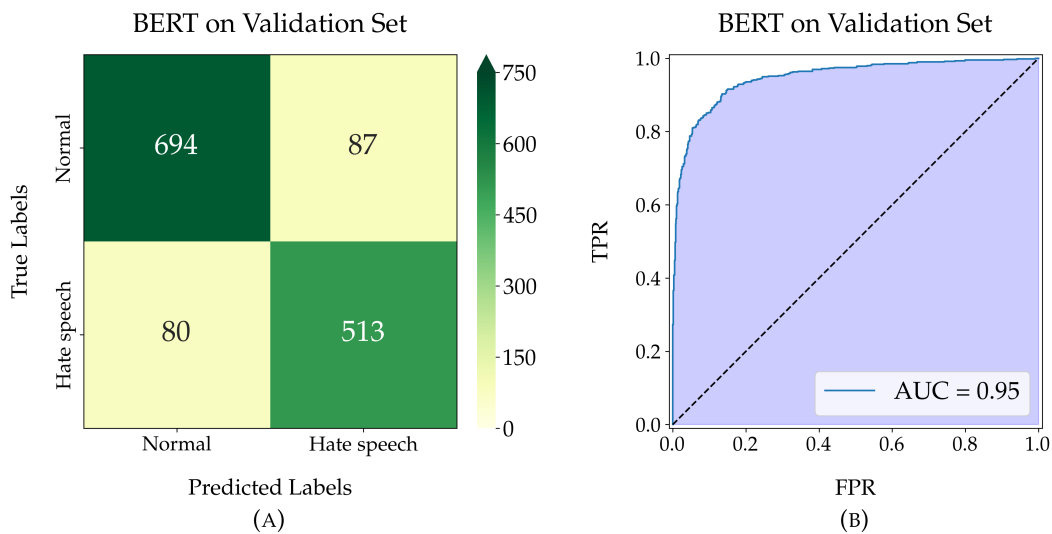 BERT on Validation Set
True Labels
Normal
Hate speech
694
87
80
513
Normal
Hate speech
Predicted Labels
750
600
450
300
150
0
(A)
BERT on Validation Set
TPR
1.0
0.8
0.6
0.4
0.2
0.0
AUC = 0.95
0.0
0.2
0.4
0.6
0.8
1.0
FPR
(B)